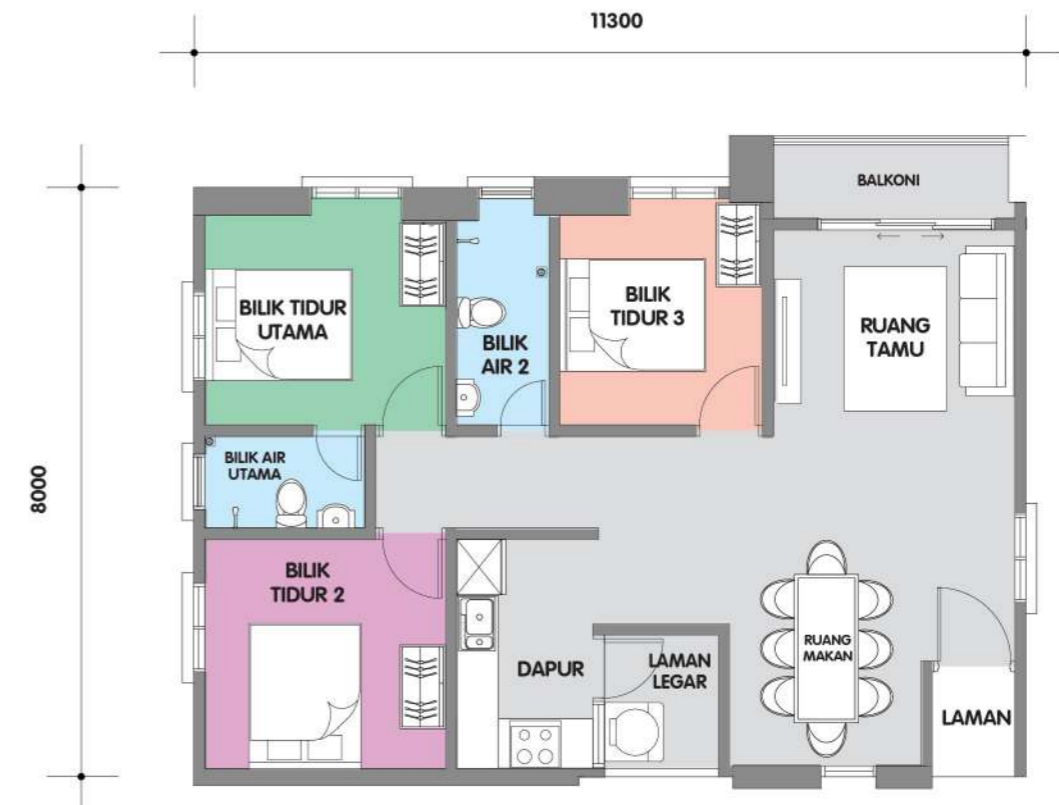 11300
8000
BALKONI
BILIK TIDUR
UTAMA
BILIK
AIR 2
BILIK
TIDUR 3
RUANG
TAMU
BILIK AIR
UTAMA
BILIK
TIDUR 2
DAPUR
LAMAN
LEGAR
RUANG
MAKAN
LAMAN